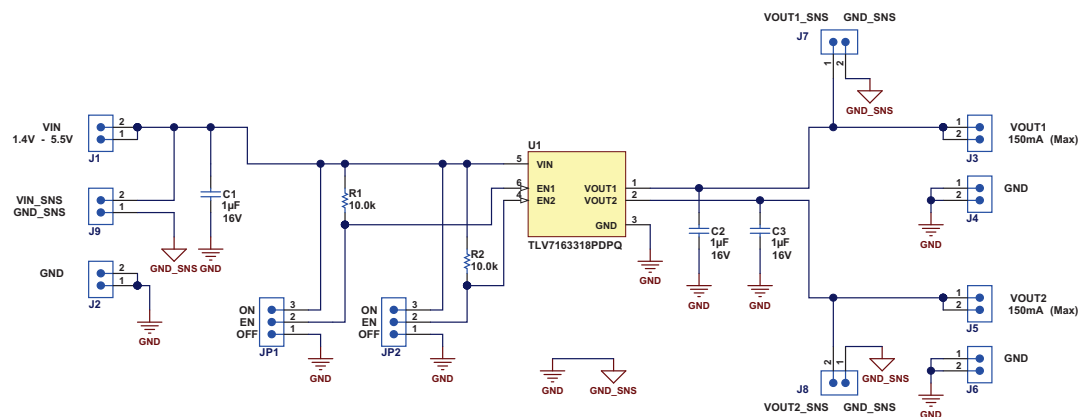 VOUT1_SNS GND_SNS
J7
1
2
GND_SNS
VIN
1.4V - 5.5V
2
1
J1
VIN_SNS
GND_SNS
2
1
J9
GND_SNS
C1
1µF
16V
GND
GND
2
1
J2
GND
R1
10.0k
R2
10.0k
ON
EN
OFF
3
2
1
JP1
GND
ON
EN
OFF
3
2
1
JP2
GND
U1
5
VIN
6
EN1
4
EN2
VOUT1
1
VOUT2
2
GND
3
TLV7163318PDPQ
GND
C2
1µF
16V
GND
C3
1µF
16V
GND
GND
GND_SNS
1
2
J3
VOUT1
150mA (Max)
1
2
J4
GND
GND
1
2
J5
VOUT2
150mA (Max)
1
2
J6
GND
GND
2
1
GND_SNS
J8
VOUT2_SNS GND_SNS